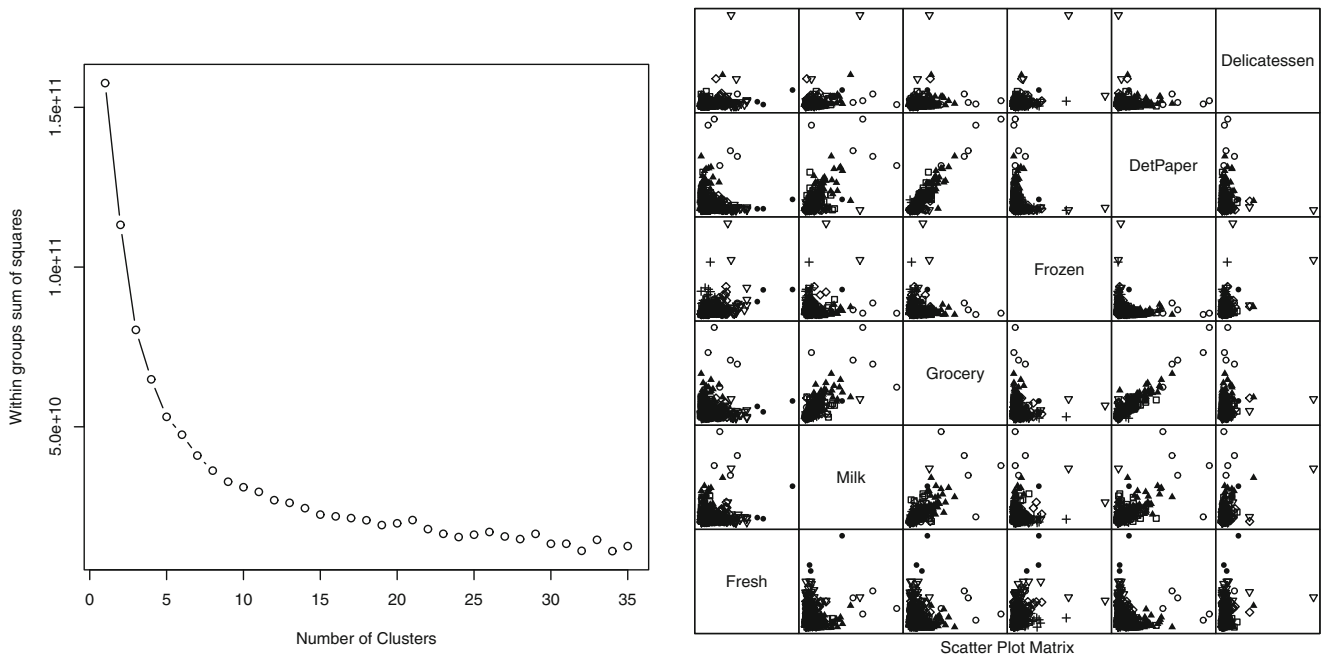 Within groups sum of squares
1.5e+11
1.0e+11
5.0e+10
0 5 10 15 20 25 30 35
Number of Clusters
Delicatessen
DetPaper
Frozen
Grocery
Milk
Fresh
Scatter Plot Matrix